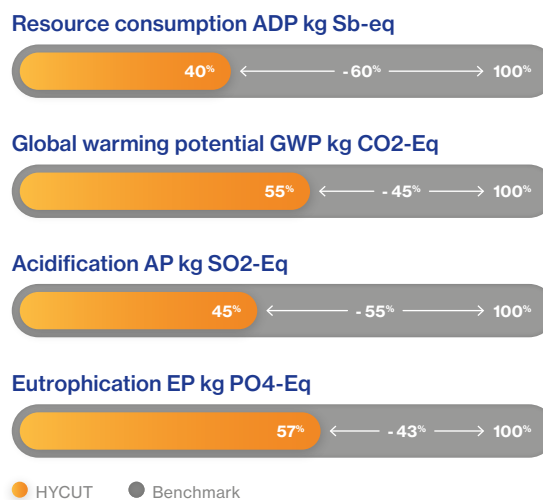 Resource consumption ADP kg Sb-eq
40% -60% 100%
Global warming potential GWP kg CO2-Eq
55% - 45% 100%
Acidification AP kg SO2-Eq
45% - 55% 100%
Eutrophication EP kg PO4-Eq
57% - 43% 100%
HYCUT Benchmark